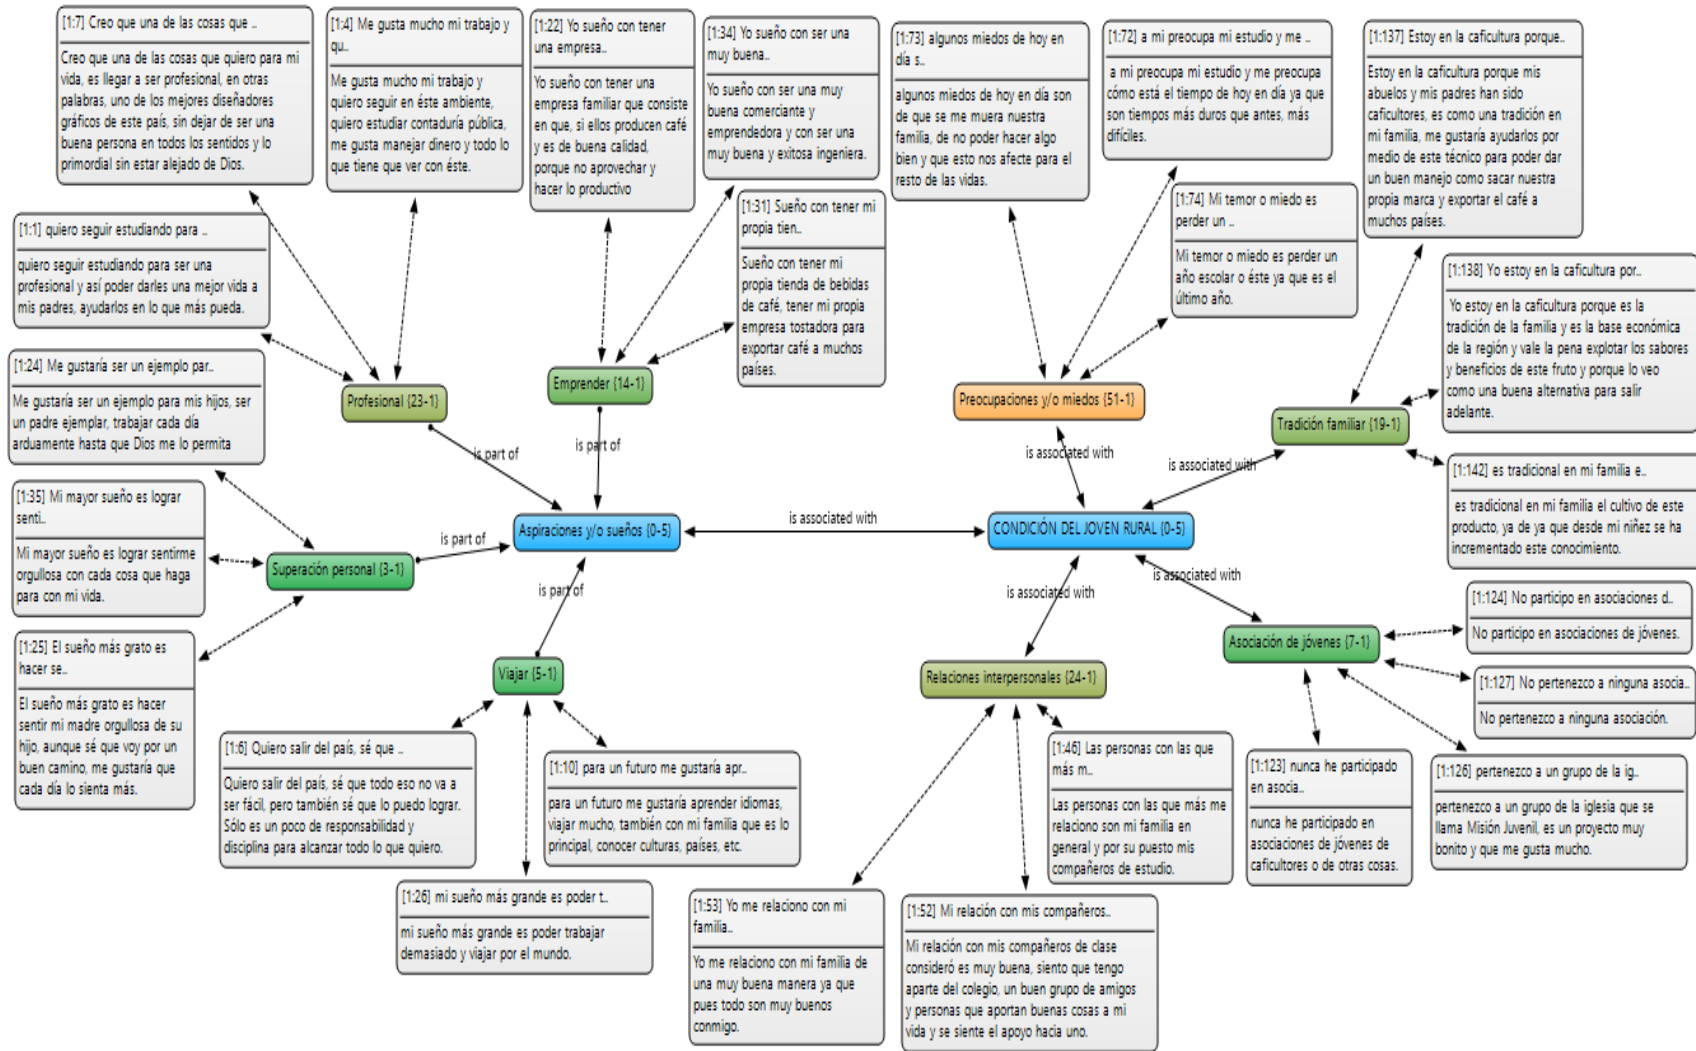 [1:7] Creo que una de las cosas que ..
Creo que una de las cosas que quiero para mi
vida, es llegar a ser profesional, en otras
palabras, uno de los mejores diseñadores
gráficos de este país, sin dejar de ser una
buena persona en todos los sentidos y lo
primordial sin estar alejado de Dios.
[1:4] Me gusta mucho mi trabajo y
qu..
Me gusta mucho mi trabajo y
quiero seguir en éste ambiente,
quiero estudiar contaduría pública,
me gusta manejar dinero y todo lo
que tiene que ver con éste.
[1:22] Yo sueño con tener
una empresa..
Yo sueño con tener una
empresa familiar que consiste
en que, si ellos producen café
y es de buena calidad,
porque no aprovechar y
hacer lo productivo
[1:34] Yo sueño con ser una
muy buena..
Yo sueño con ser una muy
buena comerciante y
emprendedora y con ser una
muy buena y exitosa ingeniera.
[1:73] algunos miedos de hoy en
día s..
algunos miedos de hoy en día son
de que se me muera nuestra
familia, de no poder hacer algo
bien y que esto nos afecte para el
resto de las vidas.
[1:72] a mi preocupa mi estudio y me ..
a mi preocupa mi estudio y me preocupa
cómo está el tiempo de hoy en día ya que
son tiempos más duros que antes, más
difíciles.
[1:137] Estoy en la caficultura porque..
Estoy en la caficultura porque mis
abuelos y mis padres han sido
caficultores, es como una tradición en
mi familia, me gustaría ayudarlos por
medio de este técnico para poder dar
un buen manejo como sacar nuestra
propia marca y exportar el café a
muchos países.
[1:1] quiero seguir estudiando para ..
quiero seguir estudiando para ser una
profesional y así poder darles una mejor vida a
mis padres, ayudarlos en lo que más pueda.
[1:31] Sueño con tener mi
propia tien..
Sueño con tener mi
propia tienda de bebidas
de café, tener mi propia
empresa tostadora para
exportar café a muchos
países.
[1:74] Mi temor o miedo es
perder un ..
Mi temor o miedo es perder un
año escolar o éste ya que es el
último año.
[1:138] Yo estoy en la caficultura por..
Yo estoy en la caficultura porque es la
tradición de la familia y es la base económica
de la región y vale la pena explotar los sabores
y beneficios de este fruto y porque lo veo
como una buena alternativa para salir
adelante.
[1:24] Me gustaría ser un ejemplo par..
Me gustaría ser un ejemplo para mis hijos, ser
un padre ejemplar, trabajar cada día
arduamente hasta que Dios me lo permita
Profesional {23-1}
Emprender {14-1}
Preocupaciones y/o miedos {51-1}
Tradición familiar {19-1}
is part of
is part of
is associated with
is associated with
[1:142] es tradicional en mi familia e..
es tradicional en mi familia el cultivo de este
producto, ya de ya que desde mi niñez se ha
incrementado este conocimiento.
[1:35] Mi mayor sueño es lograr
senti..
Mi mayor sueño es lograr sentirme
orgullosa con cada cosa que haga
para con mi vida.
Aspiraciones y/o sueños {0-5}
is associated with
CONDICIÓN DEL JOVEN RURAL {0-5}
is part of
Superación personal {3-1}
is part of
is associated with
is associated with
[1:124] No participo en asociaciones d..
No participo en asociaciones de jóvenes.
[1:25] El sueño más grato es
hacer se..
El sueño más grato es hacer
sentir mi madre orgullosa de su
hijo, aunque sé que voy por un
buen camino, me gustaría que
cada día lo sienta más.
Viajar {5-1}
Relaciones interpersonales {24-1}
Asociación de jóvenes {7-1}
[1:127] No pertenezco a ninguna asocia..
No pertenezco a ninguna asociación.
[1:6] Quiero salir del país, sé que ..
Quiero salir del país, sé que todo eso no va a
ser fácil, pero también sé que lo puedo lograr.
Sólo es un poco de responsabilidad y
disciplina para alcanzar todo lo que quiero.
[1:10] para un futuro me gustaría apr..
para un futuro me gustaría aprender idiomas,
viajar mucho, también con mi familia que es lo
principal, conocer culturas, países, etc.
[1:46] Las personas con las que
más m..
Las personas con las que más me
relaciono son mi familia en
general y por su puesto mis
compañeros de estudio.
[1:123] nunca he participado
en asocia..
nunca he participado en
asociaciones de jóvenes de
caficultores o de otras cosas.
[1:126] pertenezco a un grupo de la ig..
pertenezco a un grupo de la iglesia que se
llama Misión Juvenil, es un proyecto muy
bonito y que me gusta mucho.
[1:26] mi sueño más grande es poder t..
mi sueño más grande es poder trabajar
demasiado y viajar por el mundo.
[1:53] Yo me relaciono con mi
familia..
Yo me relaciono con mi familia de
una muy buena manera ya que
pues todo son muy buenos
conmigo.
[1:52] Mi relación con mis compañeros..
Mi relación con mis compañeros de clase
consideró es muy buena, siento que tengo
aparte del colegio, un buen grupo de amigos
y personas que aportan buenas cosas a mi
vida y se siente el apoyo hacia uno.